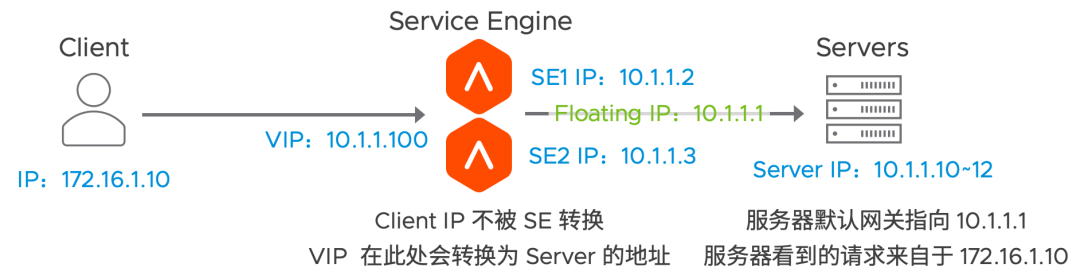 Service Engine
Client
Servers
SE1 IP：10.1.1.2
Floating IP：10.1.1.1
VIP：10.1.1.100
SE2 IP：10.1.1.3
IP：172.16.1.10
Server IP：10.1.1.10~12
Client IP 不被 SE 转换
VIP 在此处会转换为 Server 的地址
服务器默认网关指向 10.1.1.1
服务器看到的请求来自于 172.16.1.10